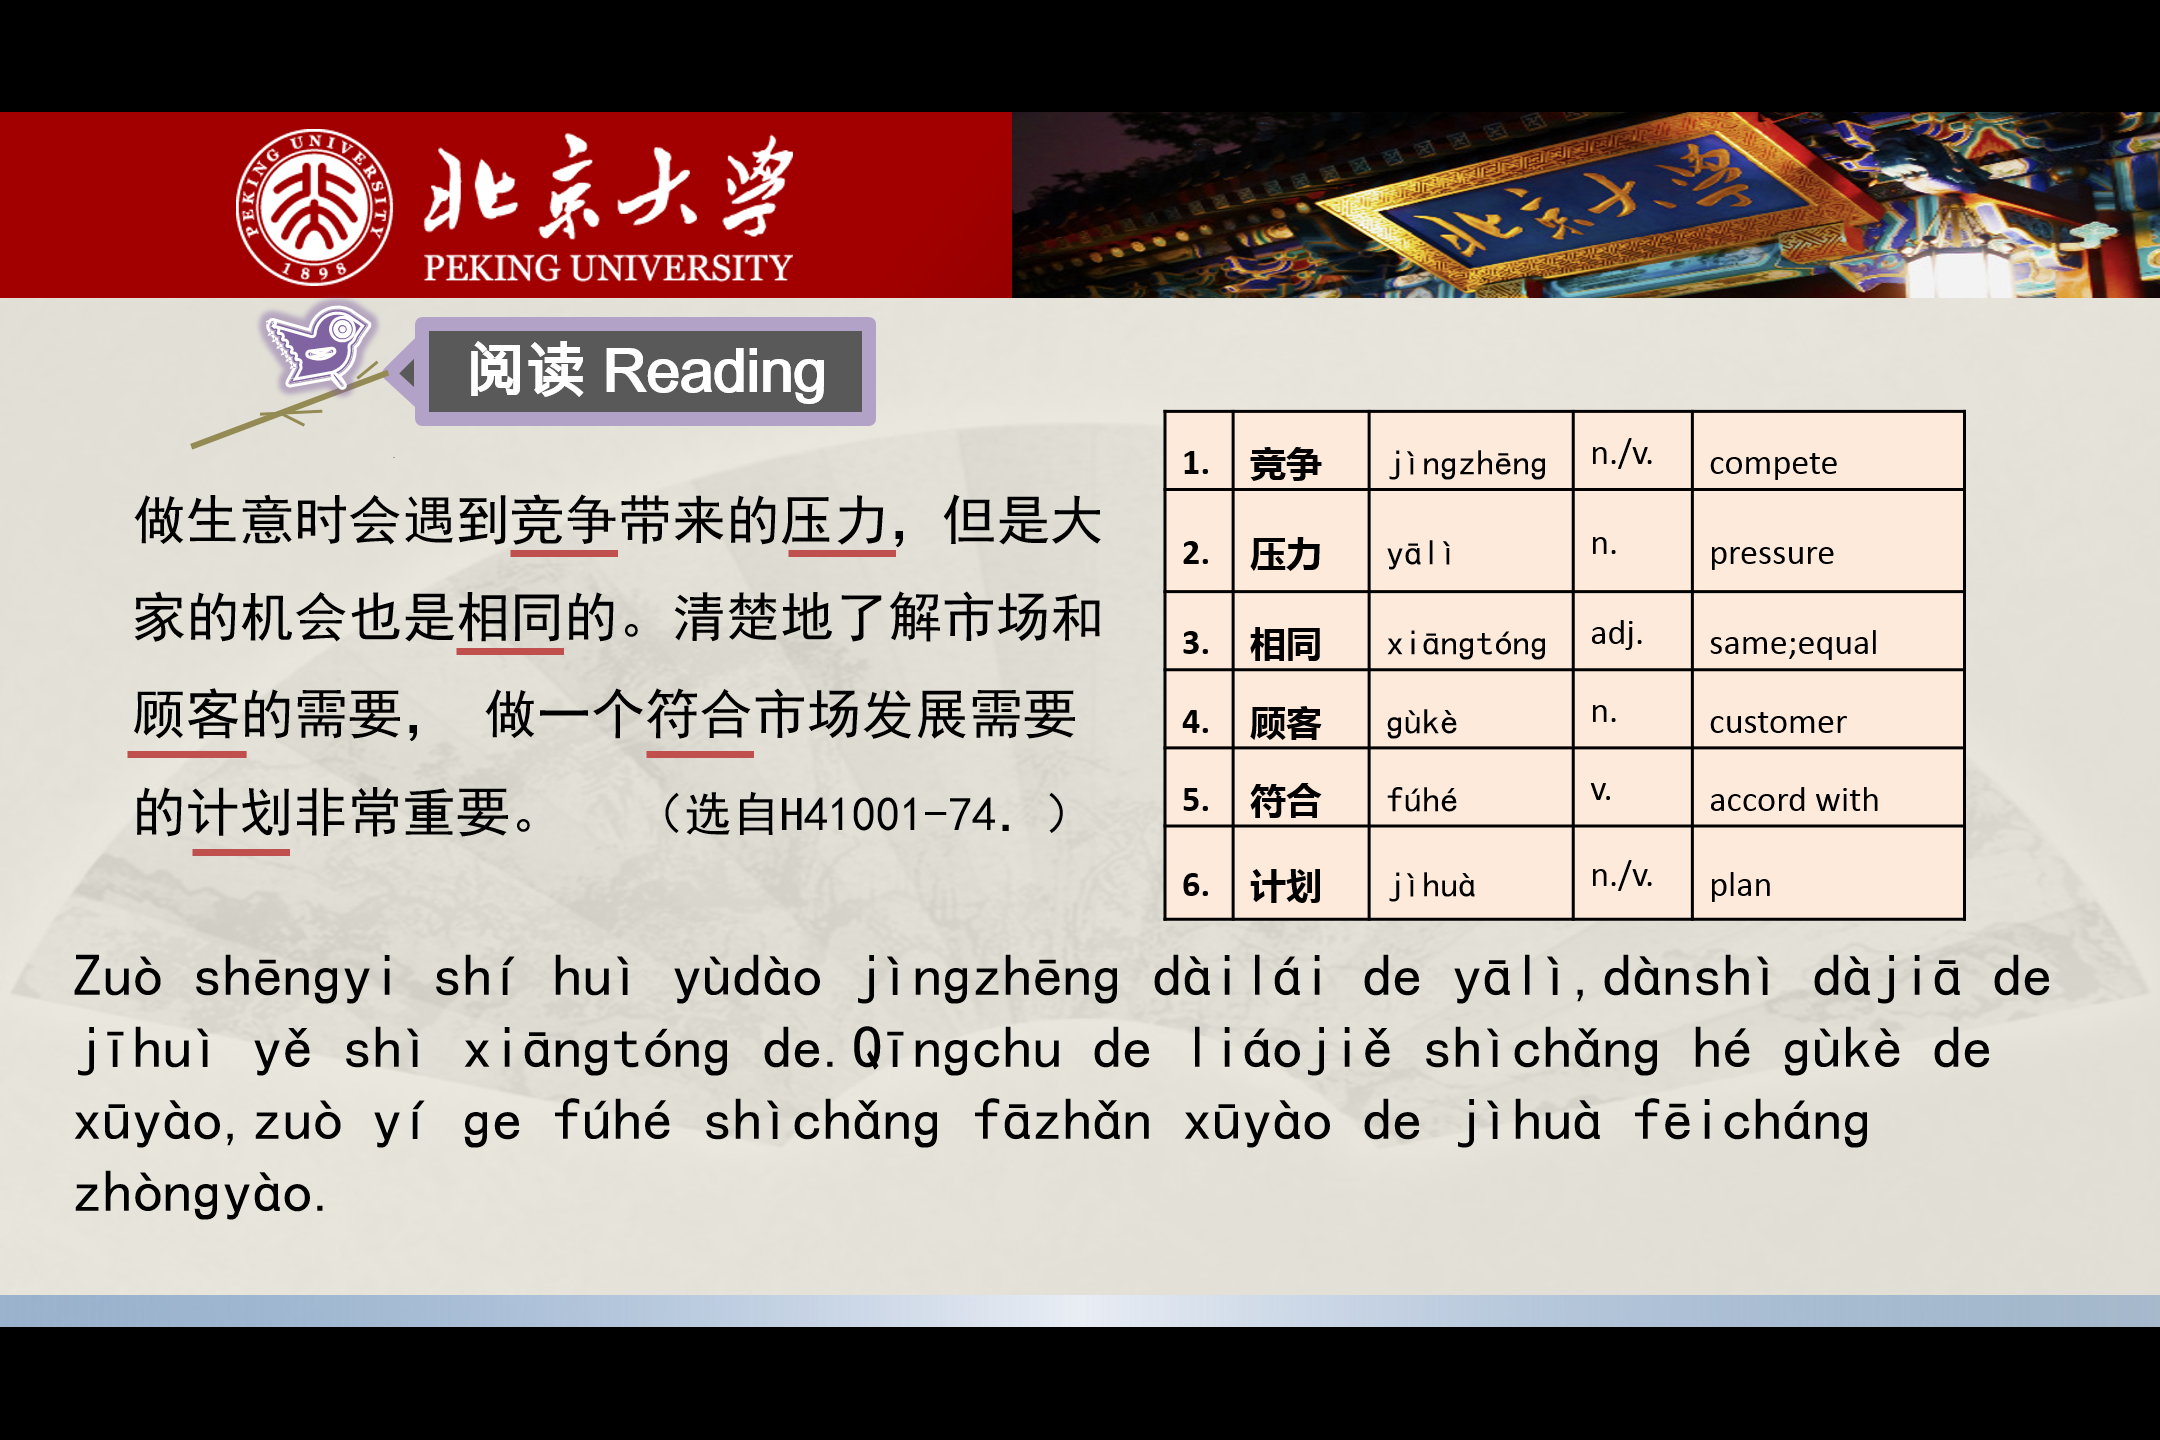 PEKING UNIVERSITY
1898
北京大学
PEKING UNIVERSITY
北京大学
阅读 Reading
做生意时会遇到竞争带来的压力，但是大
家的机会也是相同的。清楚地了解市场和
顾客的需要， 做一个符合市场发展需要
的计划非常重要。 （选自H41001-74. ）
1. 竞争 jìngzhēng n./v. compete
2. 压力 yālì n. pressure
3. 相同 xiāngtóng adj. same;equal
4. 顾客 gùkè n. customer
5. 符合 fúhé v. accord with
6. 计划 jìhuà n./v. plan
Zuò shēngyi shí huì yùdào jìngzhēng dàilái de yālì,dànshì dàjiā de
jīhuì yě shì xiāngtóng de.Qīngchu de liáojiě shìchǎng hé gùkè de
xūyào,zuò yí ge fúhé shìchǎng fāzhǎn xūyào de jìhuà fēicháng
zhòngyào.